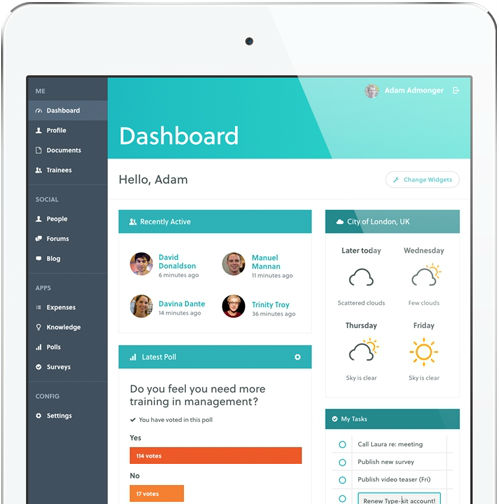 ME
Dashboard
Profile
Documents
Trainees
SOCIAL
People
Forums
Blog
APPS
Expenses
Knowledge
Polls
Surveys
CONFIG
Settings
Adam Admonger
Dashboard
Hello, Adam
Change Widgets
Recently Active
David
Donaldson
6 minutes ago
Manuel
Mannan
11 minutes ago
Davina Dante
14 minutes ago
Trinity Troy
36 minutes ago
Latest Poll
Do you feel you need more
training in management?
You have voted in this poll
Yes
114 votes
No
17 votes
City of London, UK
Later today
Scattered clouds
Wednesday
Few clouds
Thursday
Sky is clear
Friday
Sky is clear
My Tasks
Call Laura re: meeting
Publish new survey
Publish video teaser (Fri)
Renew Type-kit account!